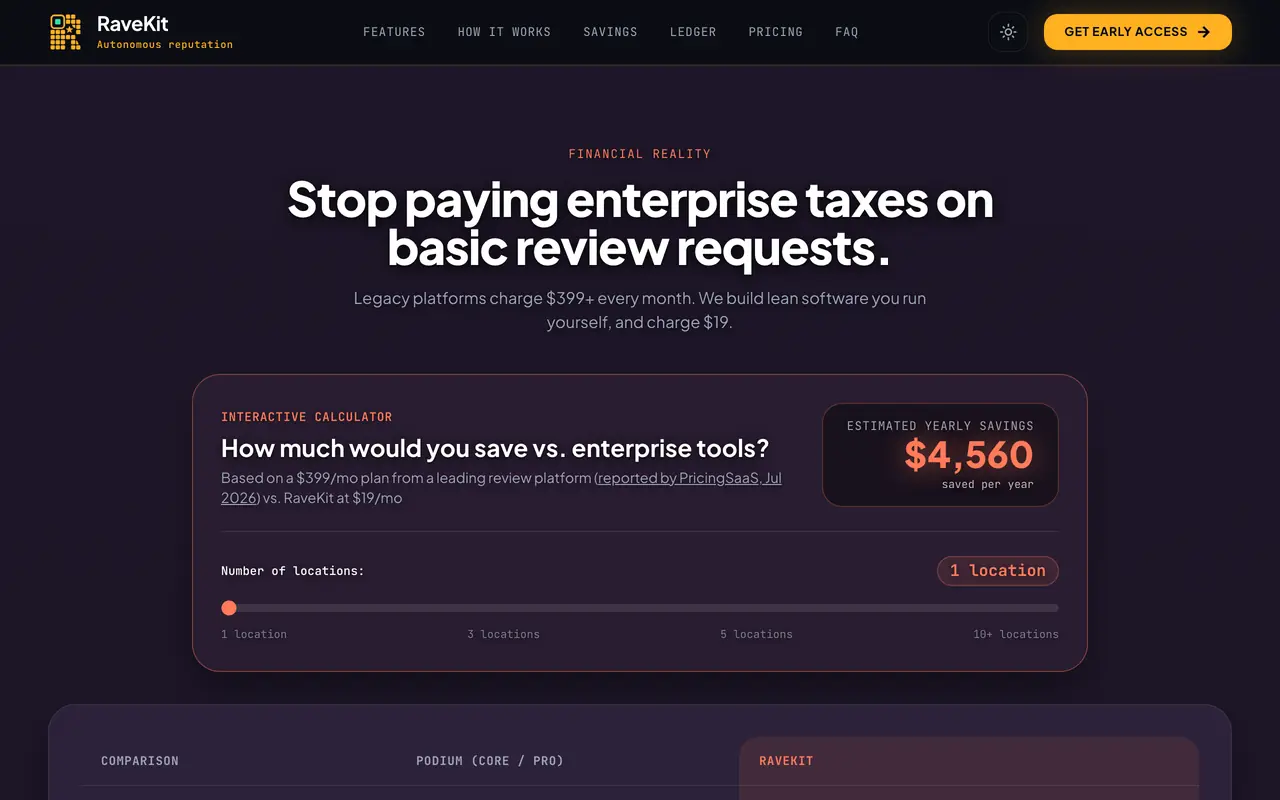 RaveKit
Autonomous reputation
FEATURES
HOW IT WORKS
SAVINGS
LEDGER
PRICING
FAQ
GET EARLY ACCESS
FINANCIAL REALITY
Stop paying enterprise taxes on
basic review requests.
Legacy platforms charge $399+ every month. We build lean software you run
yourself, and charge $19.
INTERACTIVE CALCULATOR
How much would you save vs. enterprise tools?
Based on a $399/mo plan from a leading review platform (reported by PricingSaaS, Jul
2026) vs. RaveKit at $19/mo
ESTIMATED YEARLY SAVINGS
$4,560
saved per year
Number of locations:
1 location
1 location
3 locations
5 locations
10+ locations
COMPARISON
PODIUM (CORE / PRO)
RAVEKIT